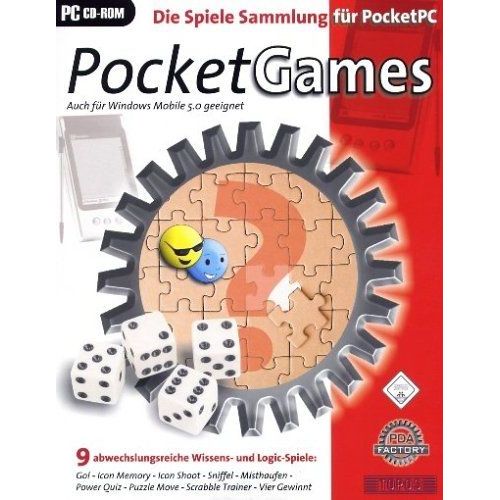 PC CD-ROM
Die Spiele Sammlung für PocketPC
PocketGames
Auch für Windows Mobile 5.0 geeignet
?
9 abwechslungsreiche Wissens- und Logic-Spiele:
Go! - Icon Memory - Icon Shoot - Sniffel - Misthaufen -
Power Quiz - Puzzle Move - Scrabble Trainer - Vier Gewinnt
PDA
FACTORY
TOPOS